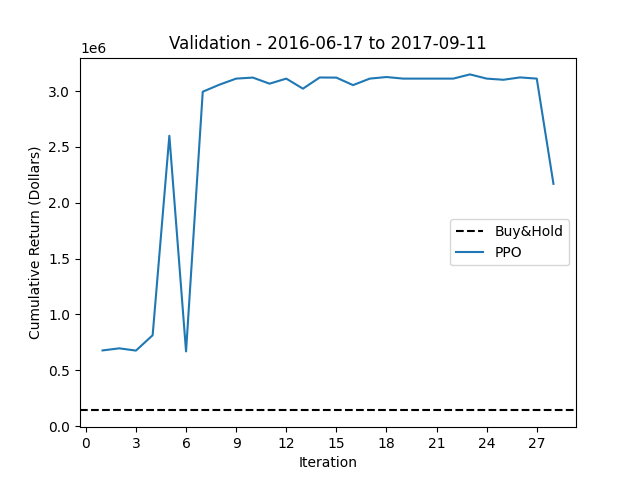 Validation - 2016-06-17 to 2017-09-11
1e6
3.0
2.5
2.0
1.5
1.0
0.5
0.0
Cumulative Return (Dollars)
Buy&Hold
PPO
0 3 6 9 12 15 18 21 24 27
Iteration